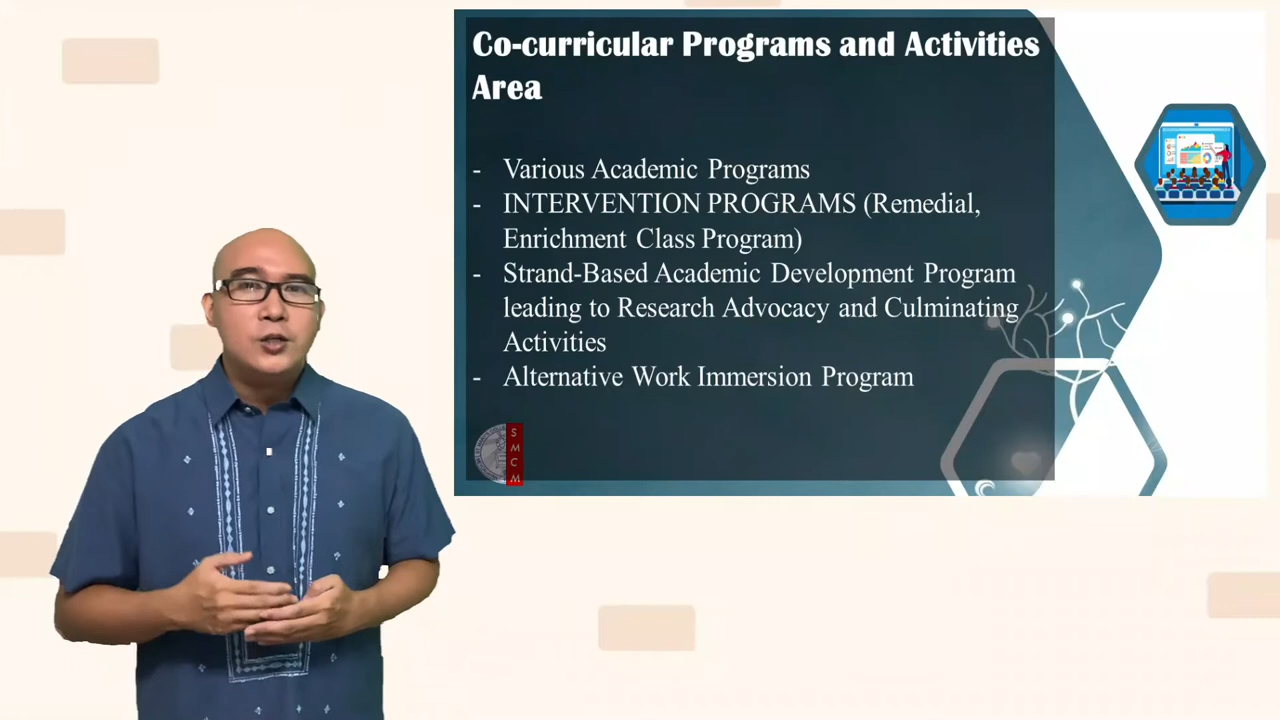 Co-curricular Programs and Activities
Area
- Various Academic Programs
- INTERVENTION PROGRAMS (Remedial,
Enrichment Class Program)
- Strand-Based Academic Development Program
leading to Research Advocacy and Culminating
Activities
- Alternative Work Immersion Program
S
M
C
M